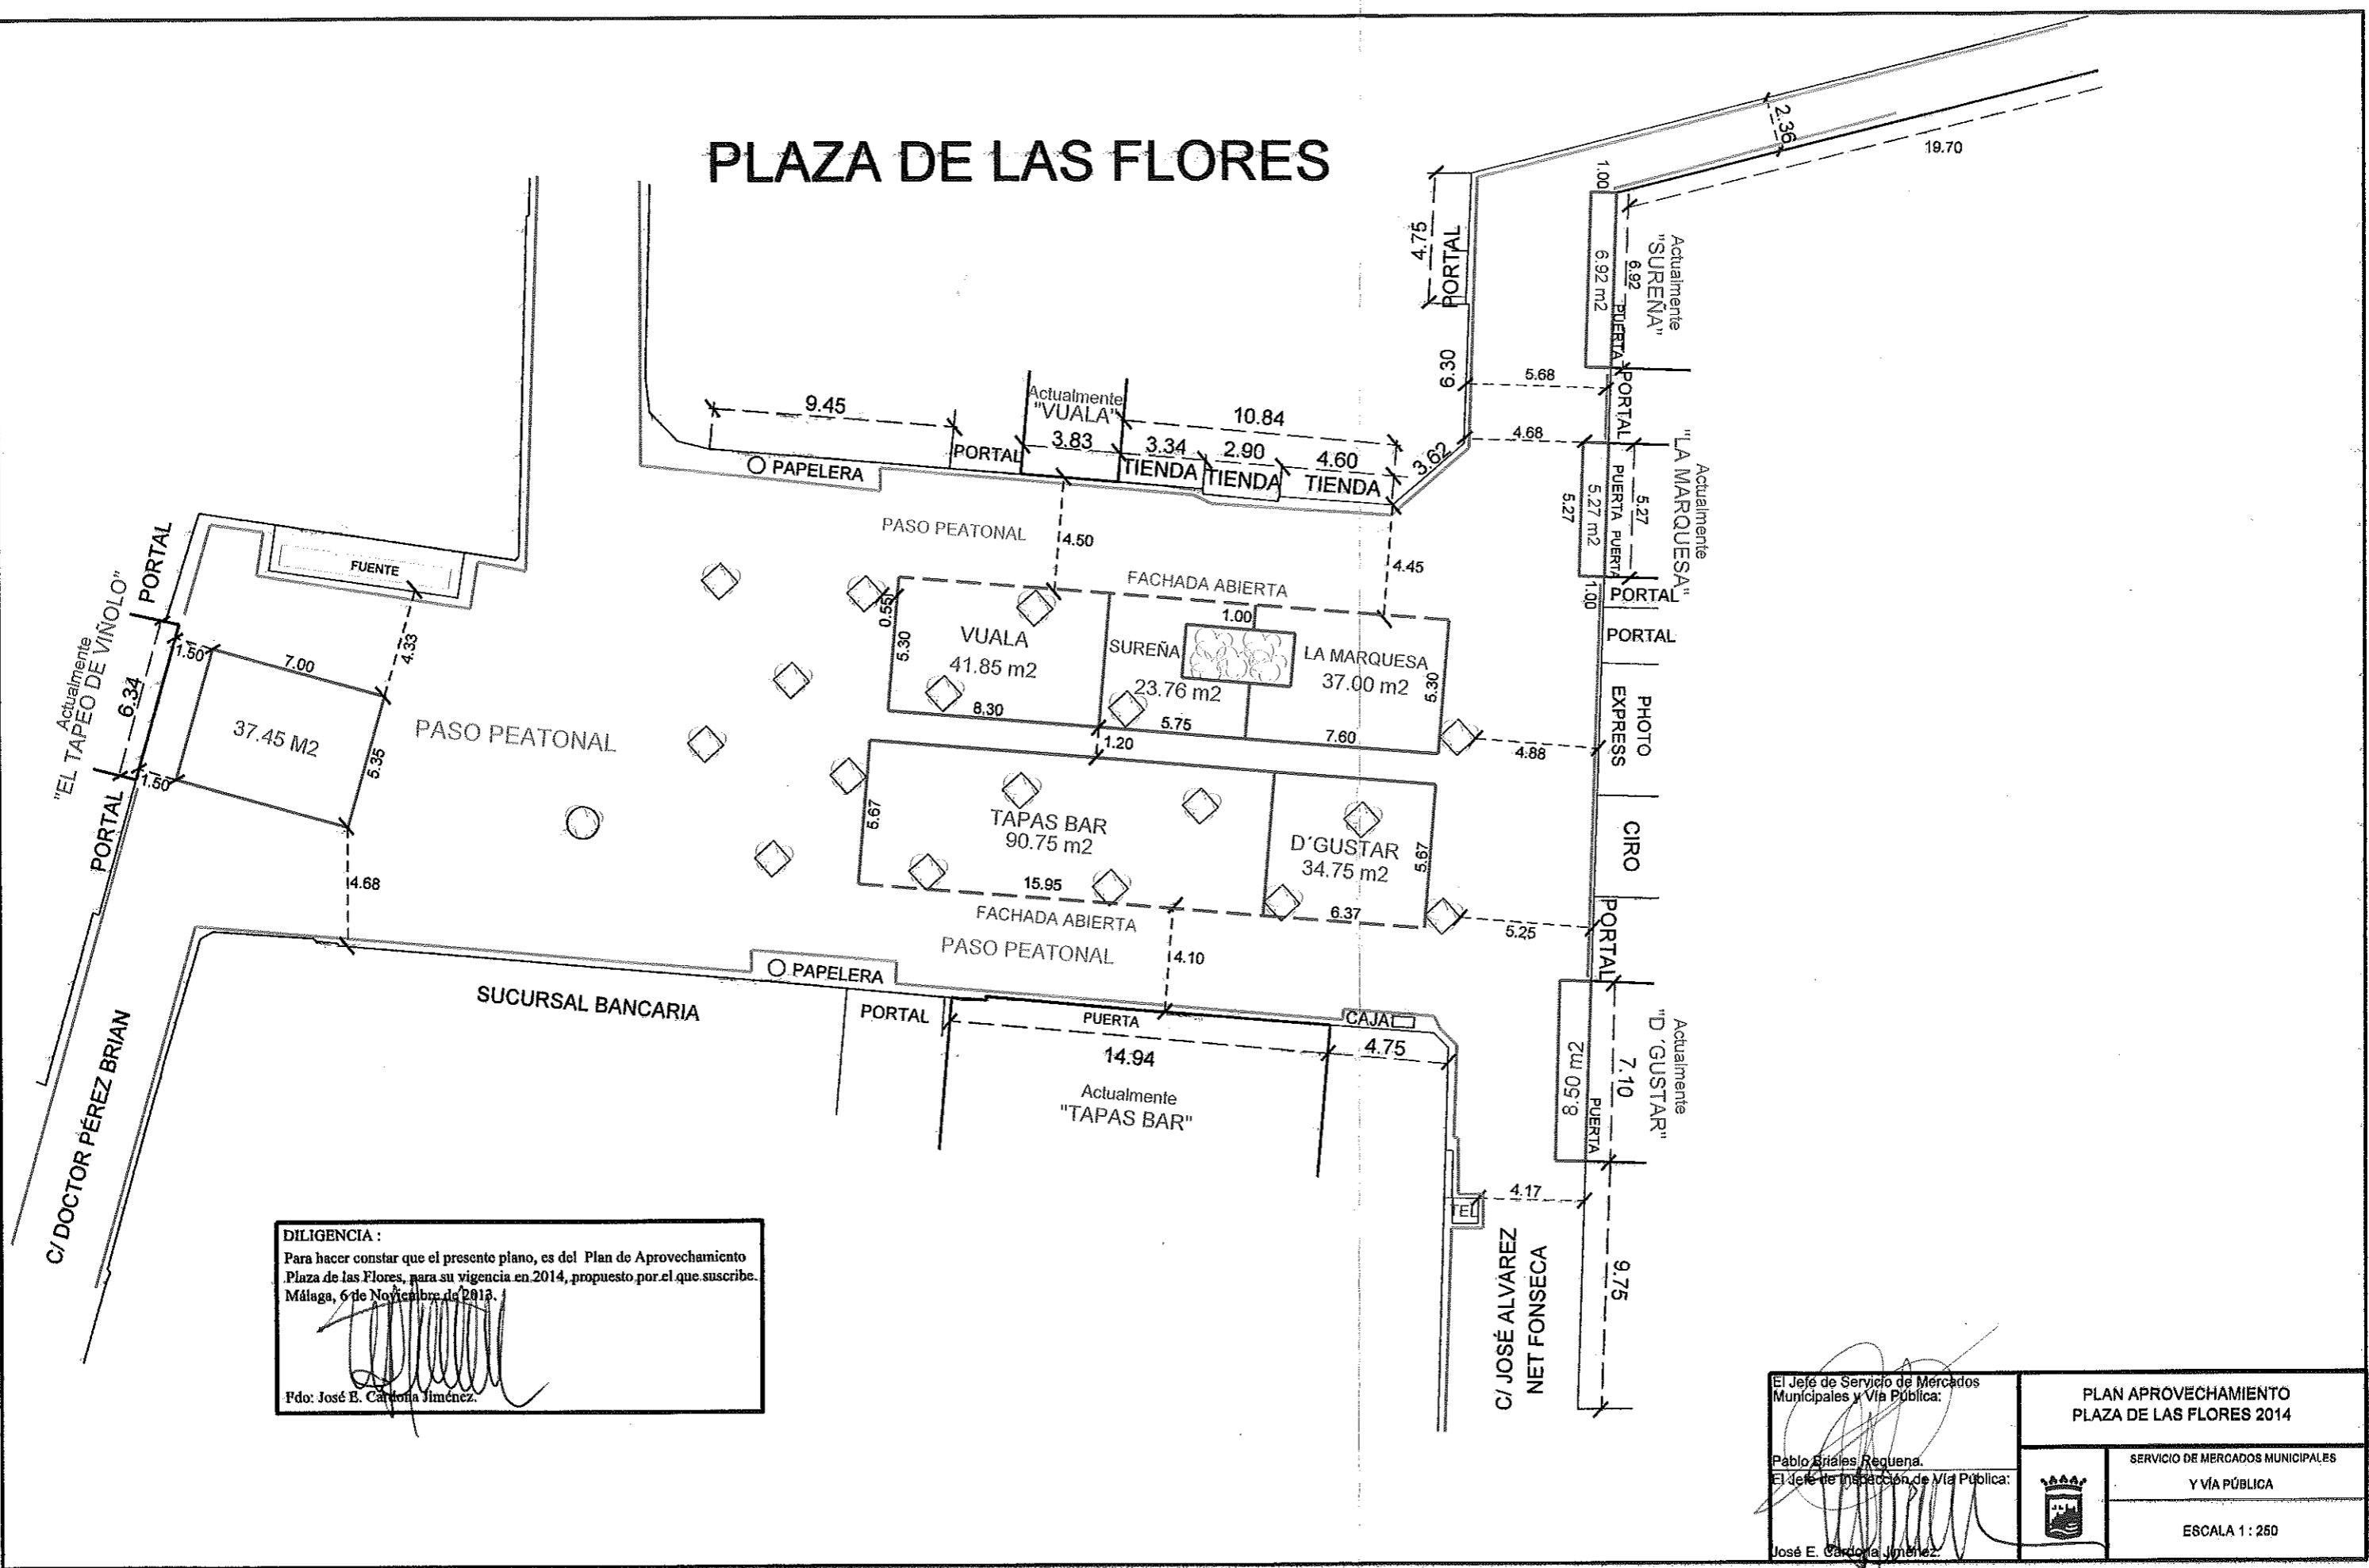 PLAZA DE LAS FLORES
2.36
19.70
1.00
4.75
PORTAL
6.30
Actualmente
"SUREÑA"
6.92
6.92 m2
PUERTA
PORTAL
5.68
4.68
3.62
Actualmente
"LA MARQUESA"
5.27
PUERTA PUERTA
5.27 m2
5.27
1.00
PORTAL
PORTAL
PHOTO
EXPRESS
CIRO
PORTAL
Actualmente
"D´GUSTAR"
7.10
PUERTA
8.50 m2
9.75
9.45
Actualmente
"VUALA"
10.84
PORTAL
3.83
3.34
2.90
4.60
TIENDA
TIENDA
TIENDA
PAPELERA
PASO PEATONAL
4.50
4.45
FACHADA ABIERTA
0.55
5.30
VUALA
41.85 m2
8,30
SUREÑA
23.76 m2
5.75
1.00
LA MARQUESA
37.00 m2
5.30
7.60
4.88
1.20
TAPAS BAR
90.75 m2
5.67
15.95
D´GUSTAR
34.75 m2
5.67
6.37
5.25
FACHADA ABIERTA
PASO PEATONAL
4.10
PORTAL
FUENTE
Actualmente
"EL TAPEO DE VIÑOLO"
6.34
1.50
7.00
4.33
37.45 M2
5.35
1.50
PORTAL
PASO PEATONAL
4.68
PAPELERA
SUCURSAL BANCARIA
PORTAL
PUERTA
14.94
CAJA
4.75
Actualmente
"TAPAS BAR"
C/ DOCTOR PÉREZ BRIAN
TEL
4.17
C/ JOSÉ ALVAREZ
NET FONSECA
DILIGENCIA :
Para hacer constar que el presente plano, es del Plan de Aprovechamiento
Plaza de las Flores, para su vigencia en 2014, propuesto por el que suscribe.
Málaga, 6 de Noviembre de 2013.
Fdo: José E. Cardona Jiménez.
El Jefe de Servicio de Mercados
Municipales y Vía Pública:
Pablo Briales Requena.
El Jefe de Inspección de Vía Pública:
José E. Cardona Jiménez.
PLAN APROVECHAMIENTO
PLAZA DE LAS FLORES 2014
SERVICIO DE MERCADOS MUNICIPALES
Y VÍA PÚBLICA
ESCALA 1 : 250